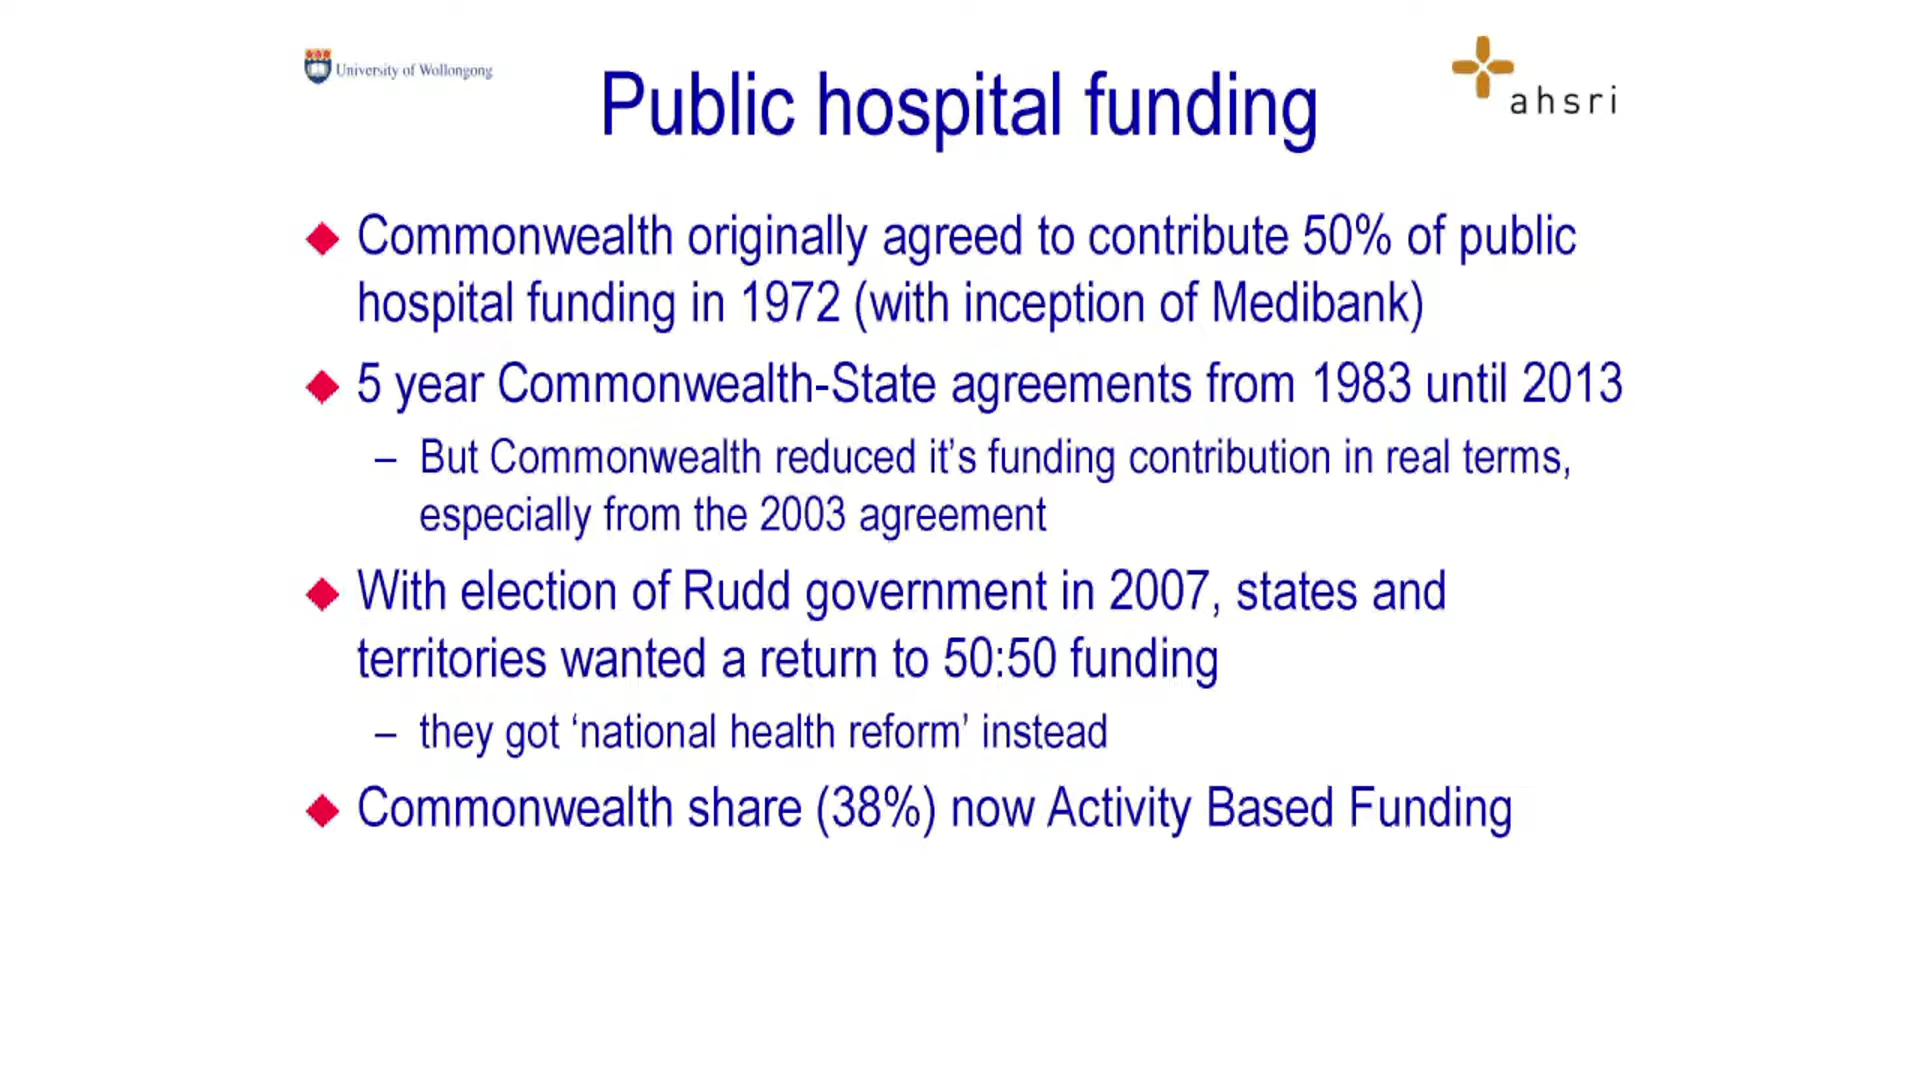 University of Wollongong
Public hospital funding
ahsri
Commonwealth originally agreed to contribute 50% of public
hospital funding in 1972 (with inception of Medibank)
5 year Commonwealth-State agreements from 1983 until 2013
– But Commonwealth reduced it’s funding contribution in real terms,
especially from the 2003 agreement
With election of Rudd government in 2007, states and
territories wanted a return to 50:50 funding
– they got ‘national health reform’ instead
Commonwealth share (38%) now Activity Based Funding